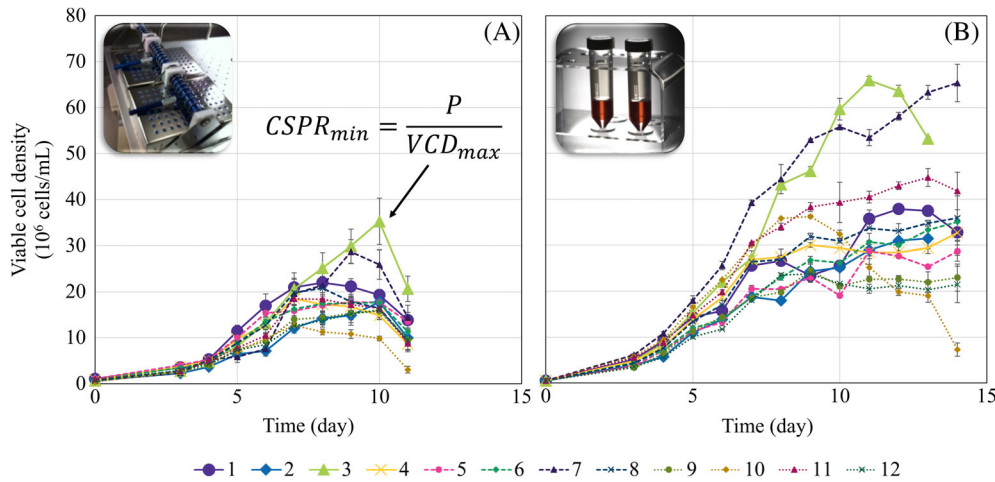 (A)
(B)
Viable cell density
(10⁶ cells/mL)
80
70
60
50
40
30
20
10
0
CSPRmin = P / VCDmax
0
5
10
15
0
5
10
15
Time (day)
Time (day)
1 2 3 4 5 6 7 8 9 10 11 12